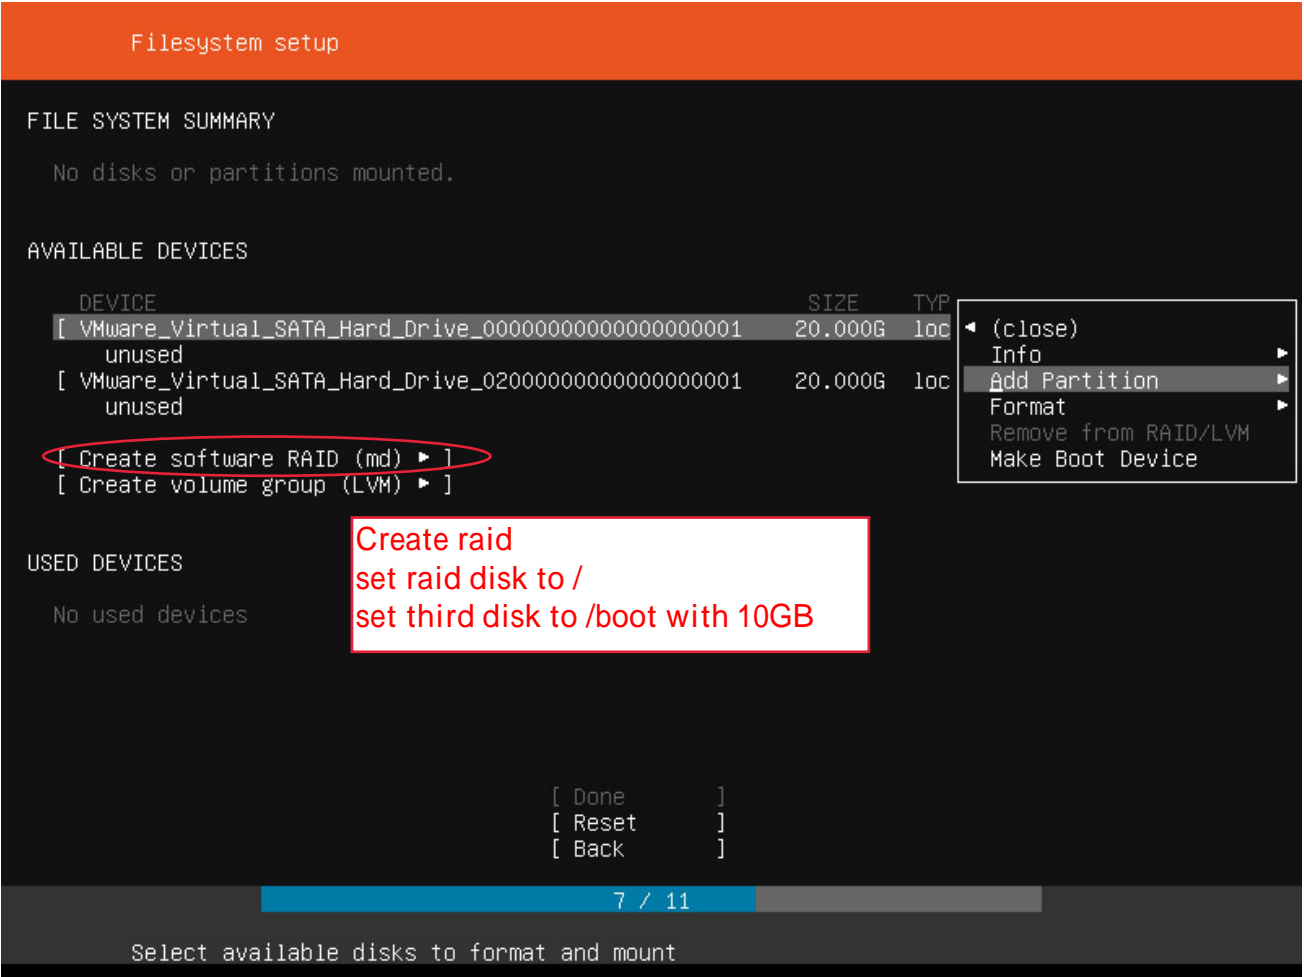 Filesystem setup
FILE SYSTEM SUMMARY
No disks or partitions mounted.
AVAILABLE DEVICES
DEVICE SIZE TYP
[ VMware_Virtual_SATA_Hard_Drive_00000000000000000001 20.000G loc
unused
[ VMware_Virtual_SATA_Hard_Drive_02000000000000000001 20.000G loc
unused
◂ (close)
Info ▸
Add Partition ▸
Format ▸
Remove from RAID/LVM
Make Boot Device
[ Create software RAID (md) ▸ ]
[ Create volume group (LVM) ▸ ]
Create raid
set raid disk to /
set third disk to /boot with 10GB
USED DEVICES
No used devices
[ Done ]
[ Reset ]
[ Back ]
7 / 11
Select available disks to format and mount